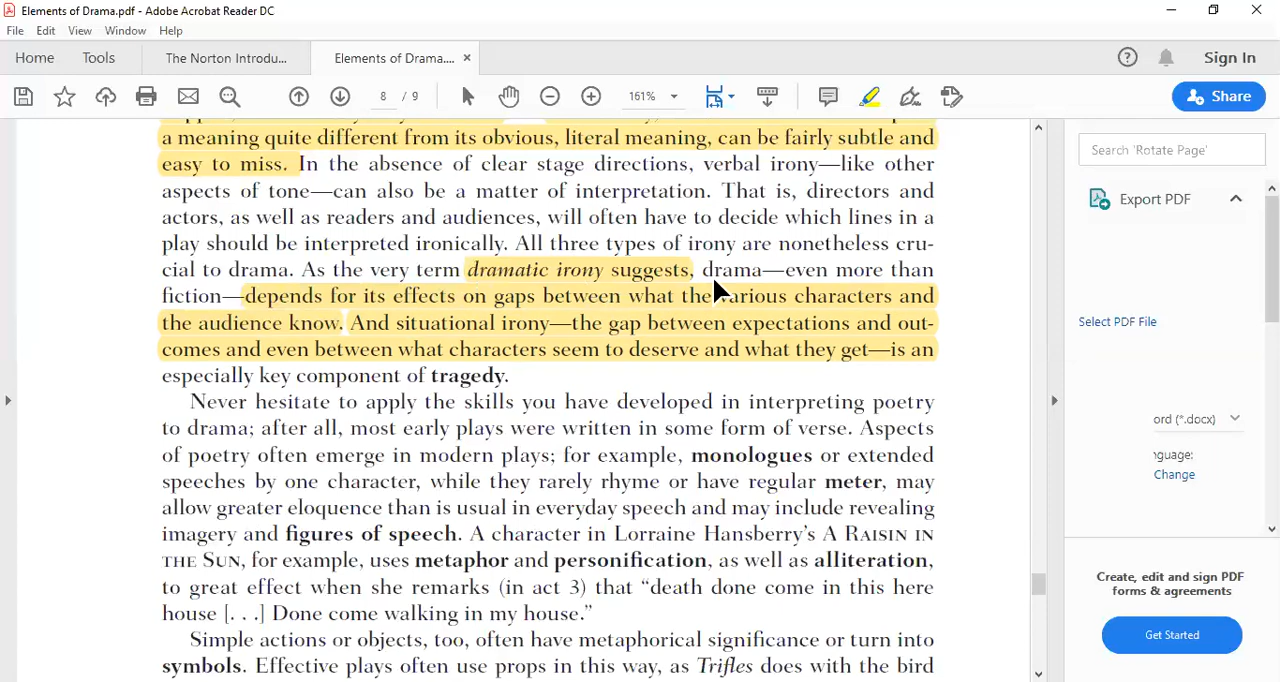 Elements of Drama.pdf - Adobe Acrobat Reader DC
File Edit View Window Help
Home Tools The Norton Introdu... Elements of Drama.... Sign In
8 / 9 161% Share
a meaning quite different from its obvious, literal meaning, can be fairly subtle and
easy to miss. In the absence of clear stage directions, verbal irony—like other
aspects of tone—can also be a matter of interpretation. That is, directors and
actors, as well as readers and audiences, will often have to decide which lines in a
play should be interpreted ironically. All three types of irony are nonetheless cru-
cial to drama. As the very term dramatic irony suggests, drama—even more than
fiction—depends for its effects on gaps between what the various characters and
the audience know. And situational irony—the gap between expectations and out-
comes and even between what characters seem to deserve and what they get—is an
especially key component of tragedy.
Never hesitate to apply the skills you have developed in interpreting poetry
to drama; after all, most early plays were written in some form of verse. Aspects
of poetry often emerge in modern plays; for example, monologues or extended
speeches by one character, while they rarely rhyme or have regular meter, may
allow greater eloquence than is usual in everyday speech and may include revealing
imagery and figures of speech. A character in Lorraine Hansberry's A RAISIN IN
THE SUN, for example, uses metaphor and personification, as well as alliteration,
to great effect when she remarks (in act 3) that “death done come in this here
house [. . .] Done come walking in my house.”
Simple actions or objects, too, often have metaphorical significance or turn into
symbols. Effective plays often use props in this way, as Trifles does with the bird
Search 'Rotate Page'
Export PDF
Select PDF File
ord (*.docx)
nguage:
Change
Create, edit and sign PDF
forms & agreements
Get Started